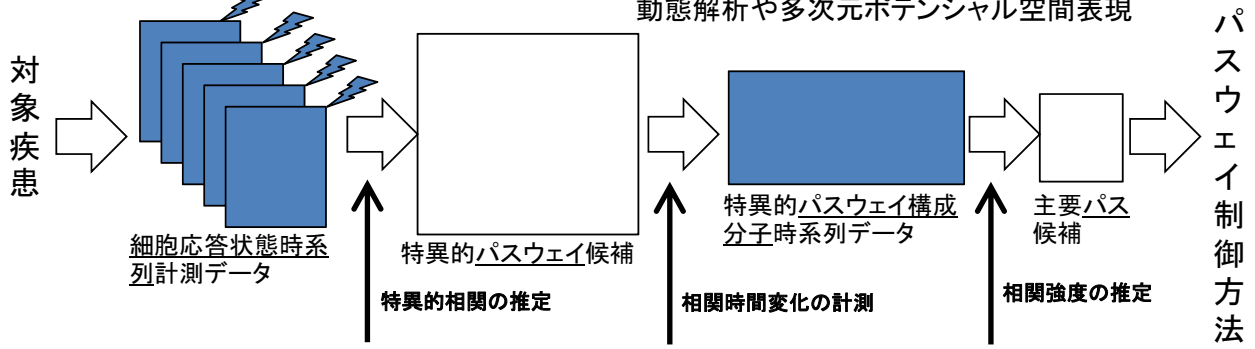 動態解析や多次元ポテンシャル空間表現
対象疾患
細胞応答状態時系
列計測データ
特異的パスウェイ候補
特異的パスウェイ構成
分子時系列データ
主要パス
候補
パスウェイ制御方法
特異的相関の推定
相関時間変化の計測
相関強度の推定